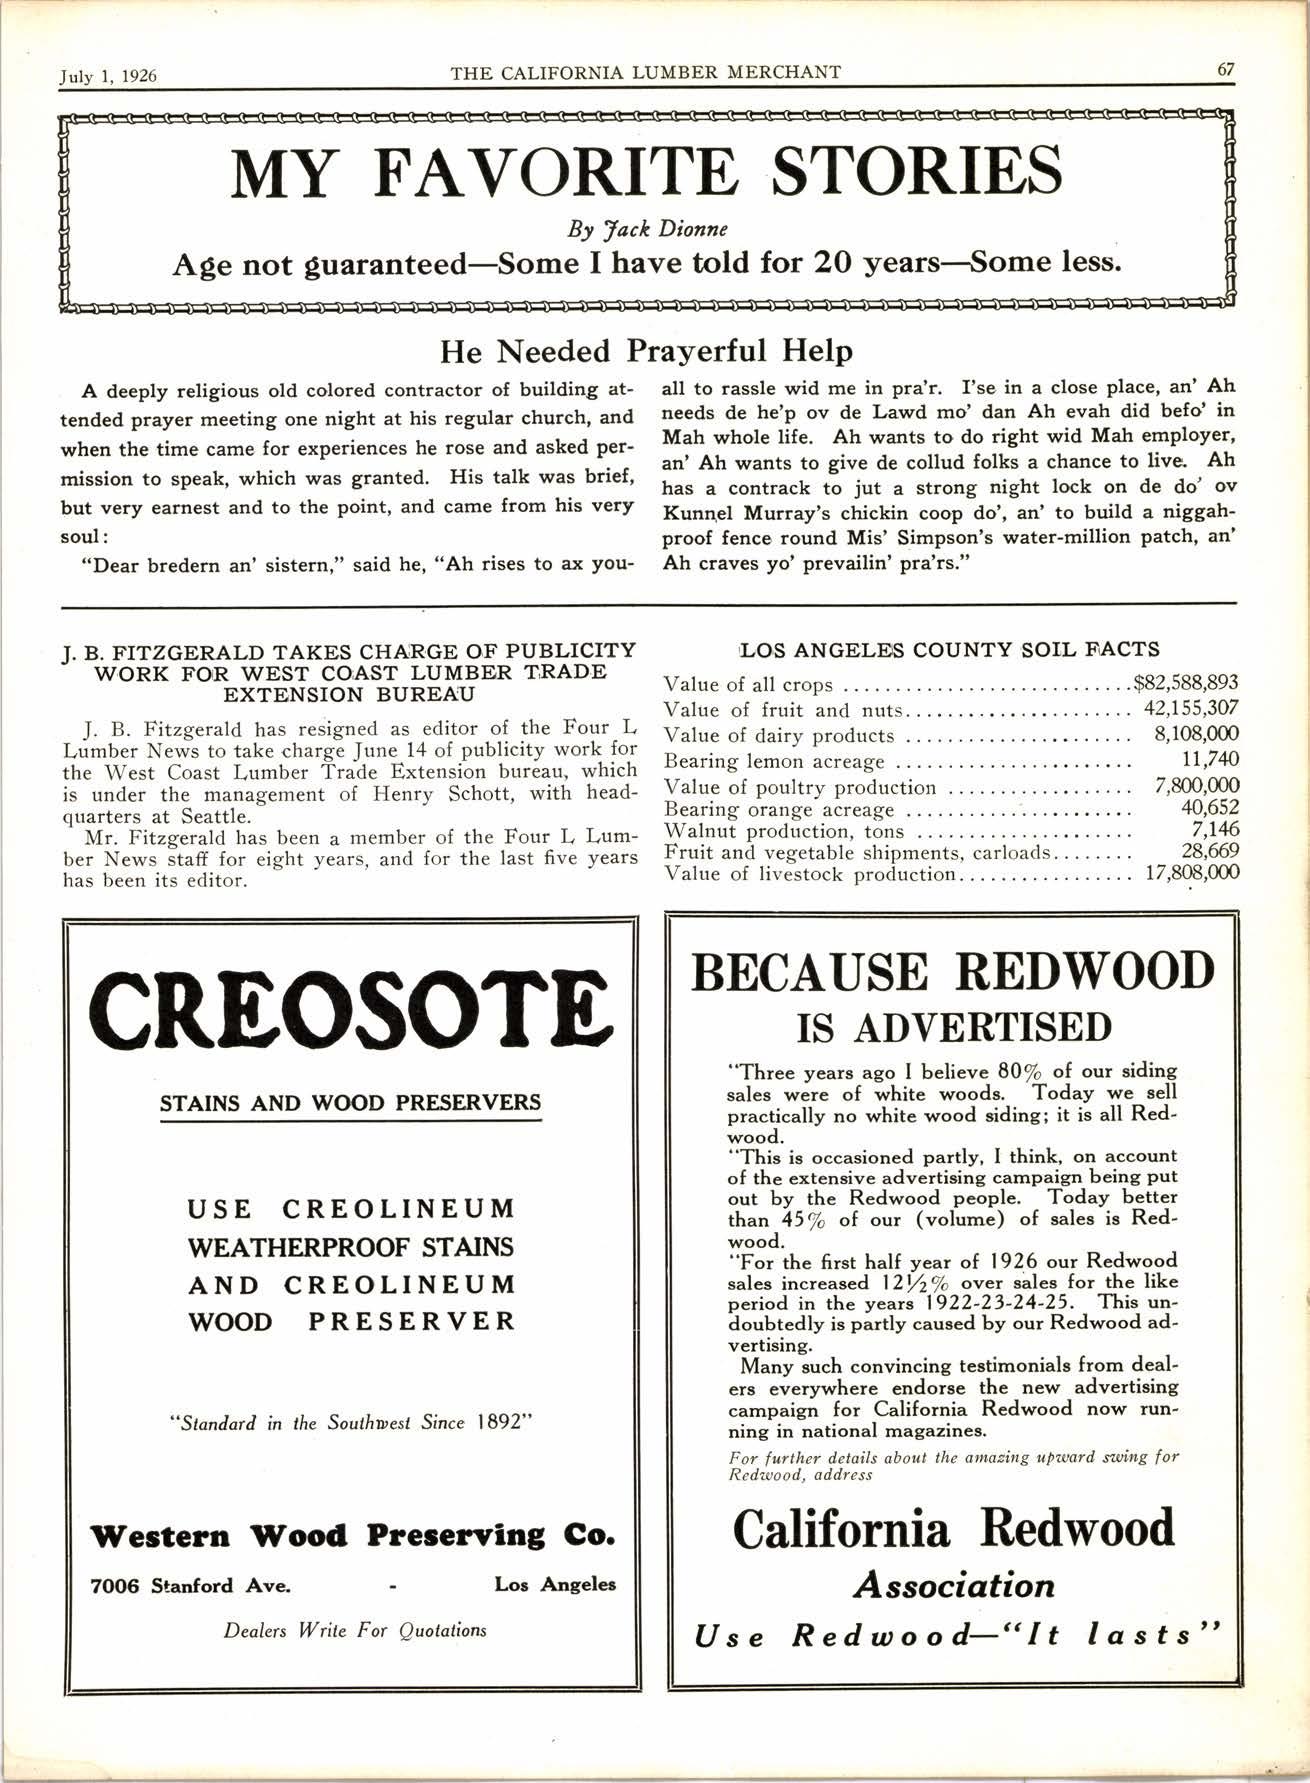 July 1, 1926
THE CALIFORNIA LUMBER MERCHANT
67
MY FAVORITE STORIES
By Jack Dionne
Age not guaranteed—Some I have told for 20 years—Some less.
He Needed Prayerful Help
A deeply religious old colored contractor of building at-
tended prayer meeting one night at his regular church, and
when the time came for experiences he rose and asked per-
mission to speak, which was granted. His talk was brief,
but very earnest and to the point, and came from his very
soul:
"Dear bredern an' sistern," said he, "Ah rises to ax you-
all to rassle wid me in pra'r. I'se in a close place, an' Ah
needs de he'p ov de Lawd mo' dan Ah evah did befo' in
Mah whole life. Ah wants to do right wid Mah employer,
an' Ah wants to give de collud folks a chance to live. Ah
has a contrack to jut a strong night lock on de do' ov
Kunnel Murray's chickin coop do', an' to build a niggah-
proof fence round Mis' Simpson's water-million patch, an'
Ah craves yo' prevailin' pra'rs."
J. B. FITZGERALD TAKES CHARGE OF PUBLICITY
WORK FOR WEST COAST LUMBER TRADE
EXTENSION BUREAU
J. B. Fitzgerald has resigned as editor of the Four L
Lumber News to take charge June 14 of publicity work for
the West Coast Lumber Trade Extension bureau, which
is under the management of Henry Schott, with head-
quarters at Seattle.
Mr. Fitzgerald has been a member of the Four L Lum-
ber News staff for eight years, and for the last five years
has been its editor.
LOS ANGELES COUNTY SOIL FACTS
Value of all crops ............................$82,588,893
Value of fruit and nuts...................... 42,155,307
Value of dairy products ...................... 8,108,000
Bearing lemon acreage ....................... 11,740
Value of poultry production .................. 7,800,000
Bearing orange acreage ...................... 40,652
Walnut production, tons ..................... 7,146
Fruit and vegetable shipments, carloads........ 28,669
Value of livestock production................. 17,808,000
CREOSOTE
STAINS AND WOOD PRESERVERS
USE CREOLINEUM
WEATHERPROOF STAINS
AND CREOLINEUM
WOOD PRESERVER
"Standard in the Southwest Since 1892"
Western Wood Preserving Co.
7006 Stanford Ave. - Los Angeles
Dealers Write For Quotations
BECAUSE REDWOOD
IS ADVERTISED
"Three years ago I believe 80% of our siding
sales were of white woods. Today we sell
practically no white wood siding; it is all Red-
wood.
"This is occasioned partly, I think, on account
of the extensive advertising campaign being put
out by the Redwood people. Today better
than 45% of our (volume) of sales is Red-
wood.
"For the first half year of 1926 our Redwood
sales increased 12½% over sales for the like
period in the years 1922-23-24-25. This un-
doubtedly is partly caused by our Redwood ad-
vertising.
Many such convincing testimonials from deal-
ers everywhere endorse the new advertising
campaign for California Redwood now run-
ning in national magazines.
For further details about the amazing upward swing for
Redwood, address
California Redwood
Association
Use Redwood—"It lasts"